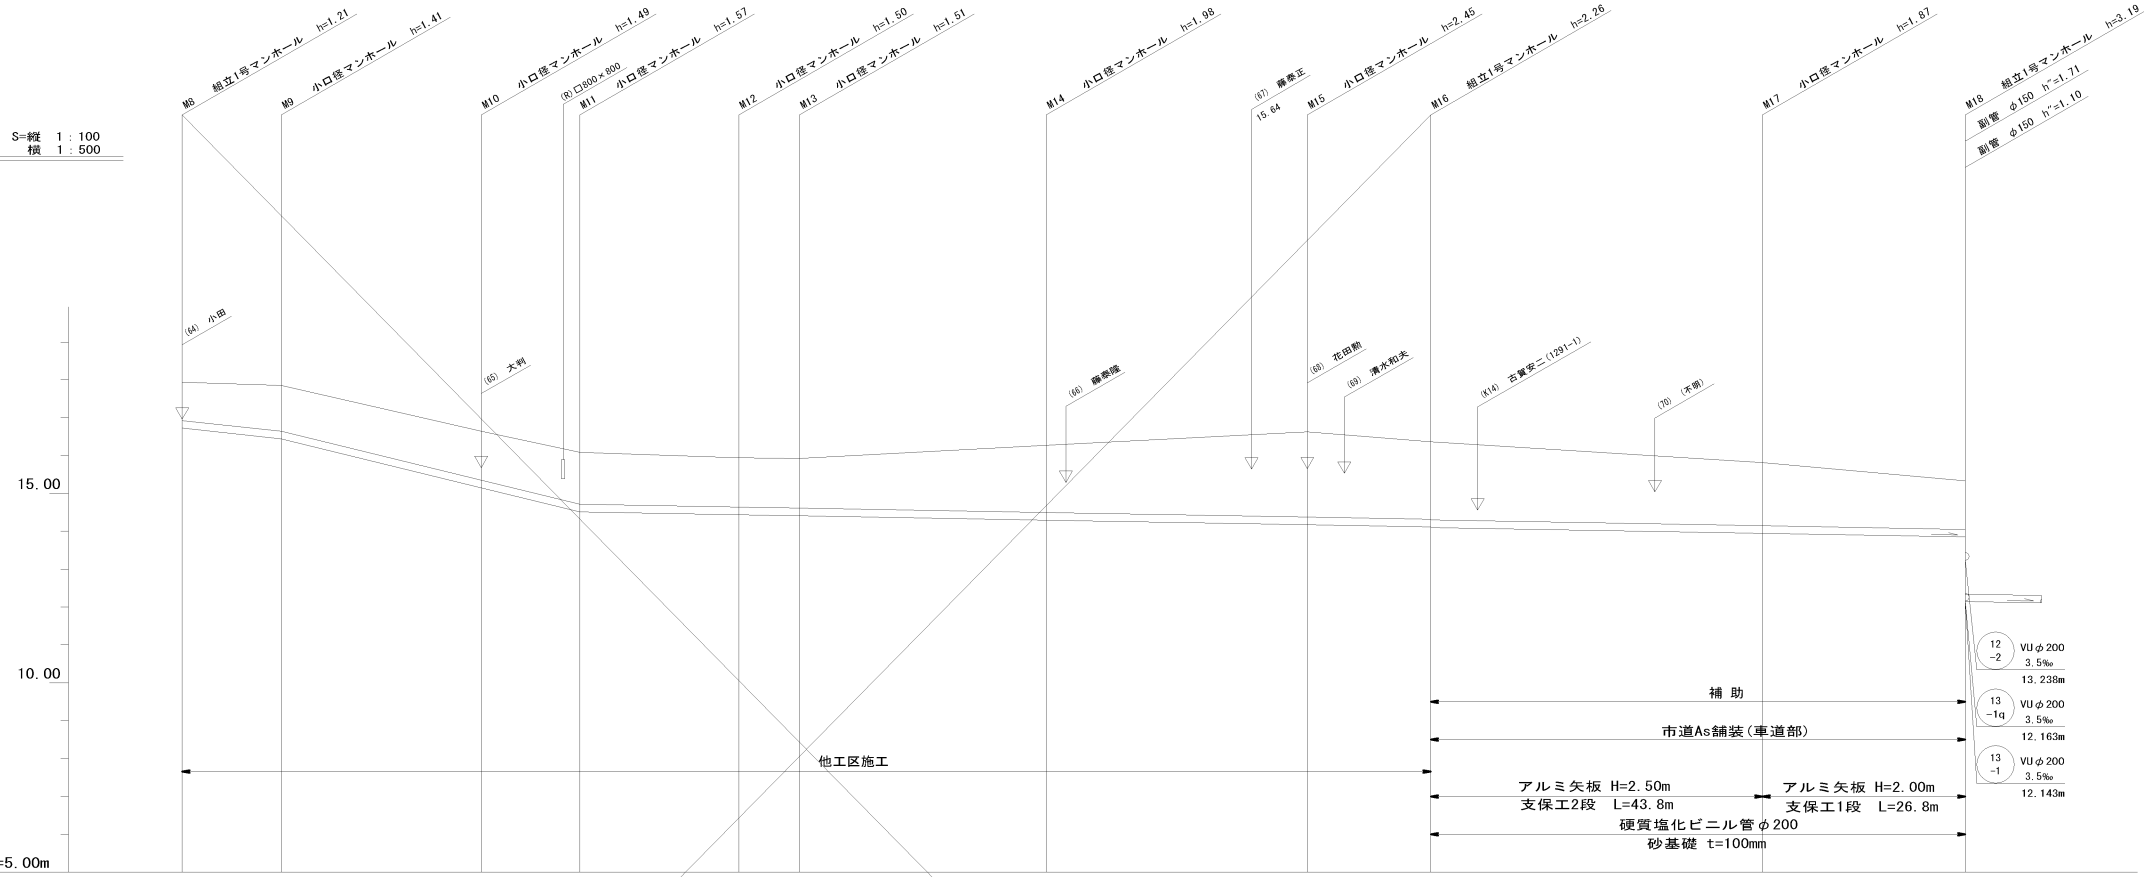 M8 組立1号マンホール h=1.21
M9 小口径マンホール h=1.41
M10 小口径マンホール h=1.49
(R)口800×800
M11 小口径マンホール h=1.57
M12 小口径マンホール h=1.50
M13 小口径マンホール h=1.51
M14 小口径マンホール h=1.98
(67) 藤泰正
15.64
M15 小口径マンホール h=2.45
M16 組立1号マンホール h=2.26
M17 小口径マンホール h=1.87
M18 組立1号マンホール h=3.19
副管 φ150 h"=1.71
副管 φ150 h"=1.10
S=縦 1：100
横 1：500
(64) 小田
(65) 大判
(66) 藤泰隆
(68) 花田勲
(69) 清水和夫
(K14) 古賀安二(1291-1)
(70) (不明)
15.00
10.00
=5.00m
12
-2
VUφ200
3.5‰
13.238m
13
-1q
VUφ200
3.5‰
12.163m
13
-1
VUφ200
3.5‰
12.143m
補 助
市道As舗装(車道部)
他工区施工
アルミ矢板 H=2.50m
支保工2段 L=43.8m
アルミ矢板 H=2.00m
支保工1段 L=26.8m
硬質塩化ビニル管φ200
砂基礎 t=100mm